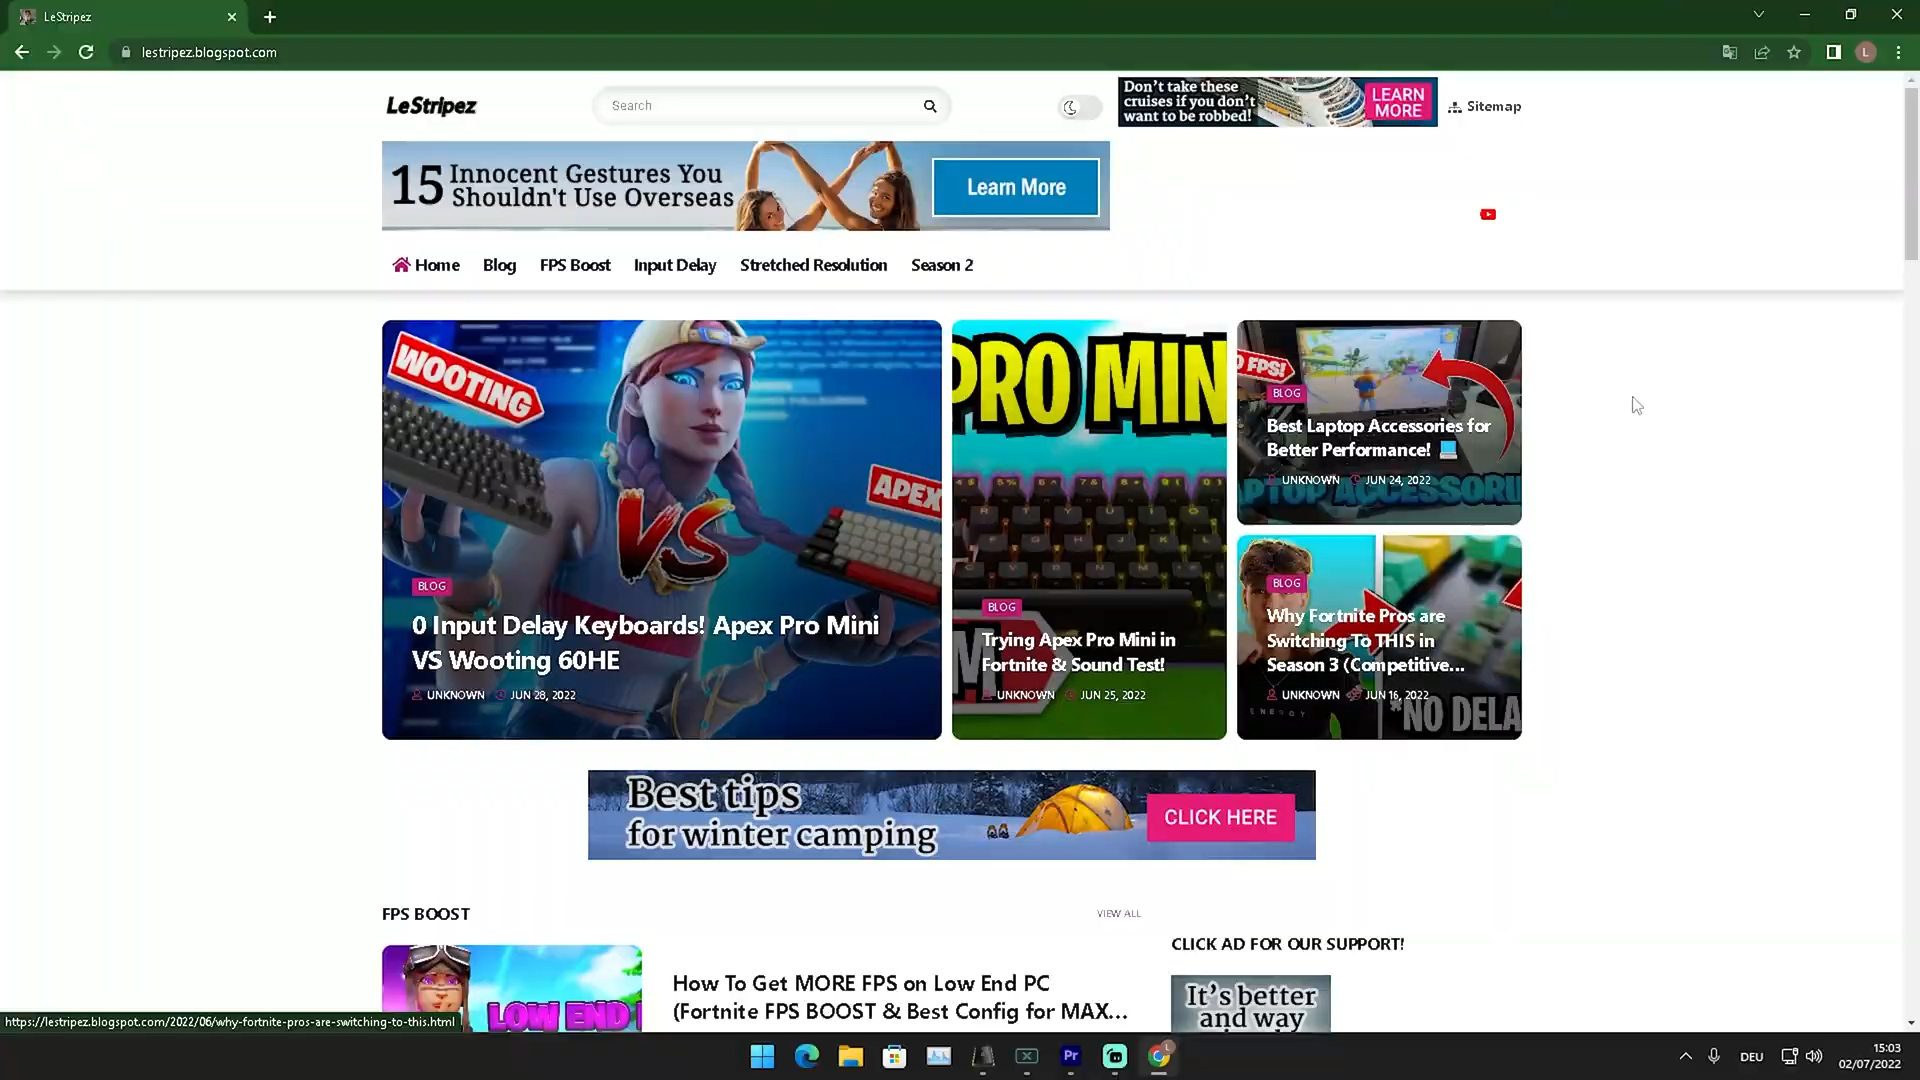 LeStripez
lestripez.blogspot.com
L
LeStripez
Search
Don't take these
cruises if you don't
want to be robbed!
LEARN
MORE
Sitemap
15 Innocent Gestures You
Shouldn't Use Overseas
Learn More
Home Blog FPS Boost Input Delay Stretched Resolution Season 2
WOOTING
VS
APEX
BLOG
0 Input Delay Keyboards! Apex Pro Mini
VS Wooting 60HE
UNKNOWN JUN 28, 2022
PRO MIN
BLOG
Trying Apex Pro Mini in
Fortnite & Sound Test!
UNKNOWN JUN 25, 2022
0 FPS!
BLOG
Best Laptop Accessories for
Better Performance! 💻
UNKNOWN JUN 24, 2022
PTOP ACCESSORI
BLOG
Why Fortnite Pros are
Switching To THIS in
Season 3 (Competitive...
UNKNOWN JUN 16, 2022
*NO DELA
Best tips
for winter camping
CLICK HERE
FPS BOOST
VIEW ALL
CLICK AD FOR OUR SUPPORT!
LOW END
How To Get MORE FPS on Low End PC
(Fortnite FPS BOOST & Best Config for MAX...
It's better
and way
https://lestripez.blogspot.com/2022/06/why-fortnite-pros-are-switching-to-this.html
Pr
L
DEU
15:03
02/07/2022